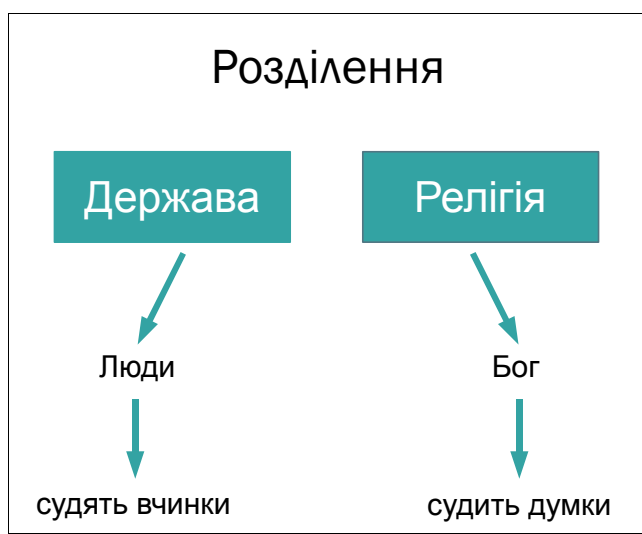 Розділення
Держава
Релігія
Люди
Бог
судять вчинки
судить думки